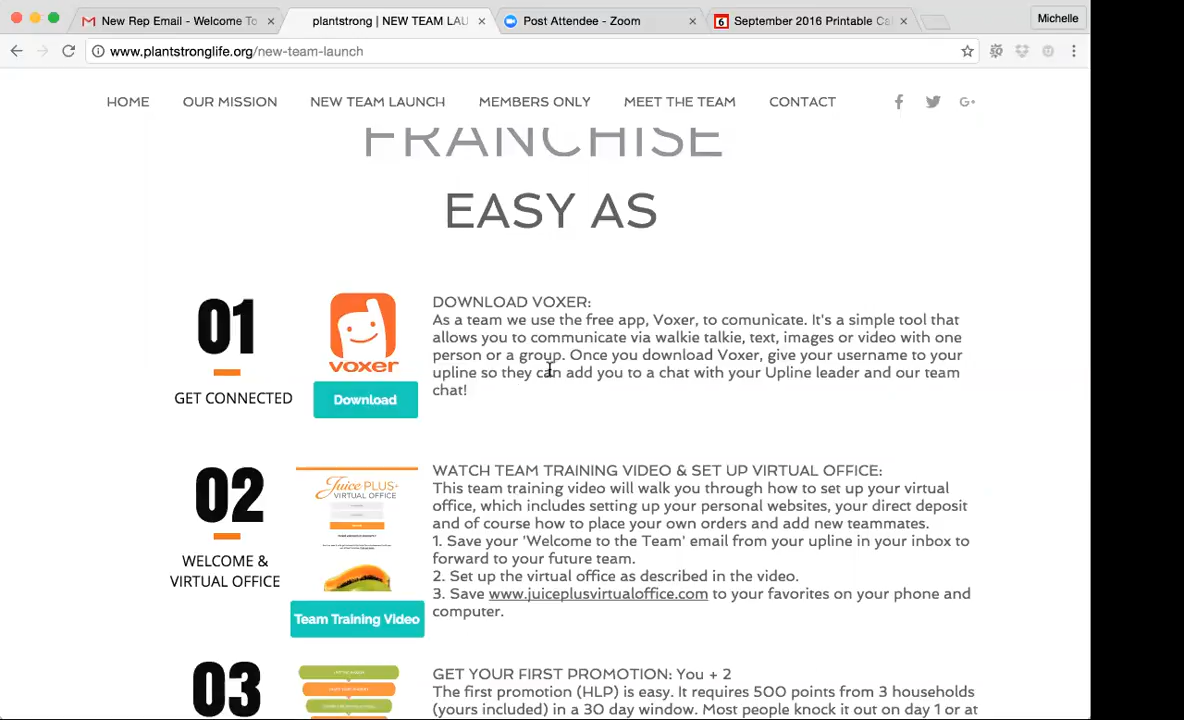 New Rep Email - Welcome To
plantstrong | NEW TEAM LAU
Post Attendee - Zoom
September 2016 Printable Ca
Michelle
www.plantstronglife.org/new-team-launch
HOME OUR MISSION NEW TEAM LAUNCH MEMBERS ONLY MEET THE TEAM CONTACT
FRANCHISE
EASY AS
01
GET CONNECTED
voxer
Download
DOWNLOAD VOXER:
As a team we use the free app, Voxer, to comunicate. It's a simple tool that
allows you to communicate via walkie talkie, text, images or video with one
person or a group. Once you download Voxer, give your username to your
upline so they can add you to a chat with your Upline leader and our team
chat!
02
WELCOME &
VIRTUAL OFFICE
Juice PLUS+
VIRTUAL OFFICE
Team Training Video
WATCH TEAM TRAINING VIDEO & SET UP VIRTUAL OFFICE:
This team training video will walk you through how to set up your virtual
office, which includes setting up your personal websites, your direct deposit
and of course how to place your own orders and add new teammates.
1. Save your 'Welcome to the Team' email from your upline in your inbox to
forward to your future team.
2. Set up the virtual office as described in the video.
3. Save www.juiceplusvirtualoffice.com to your favorites on your phone and
computer.
03
GET YOUR FIRST PROMOTION: You + 2
The first promotion (HLP) is easy. It requires 500 points from 3 households
(yours included) in a 30 day window. Most people knock it out on day 1 or at